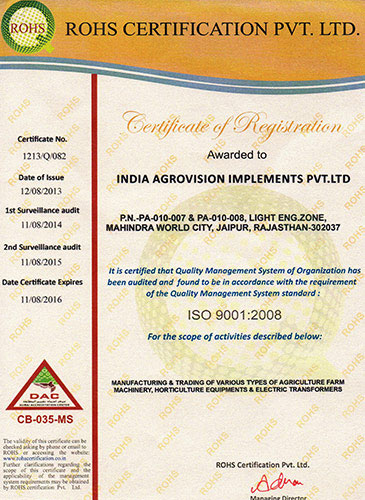 ROHS
ROHS CERTIFICATION PVT. LTD.
Certificate of Registration
Awarded to
INDIA AGROVISION IMPLEMENTS PVT.LTD
P.N.-PA-010-007 & PA-010-008, LIGHT ENG.ZONE,
MAHINDRA WORLD CITY, JAIPUR, RAJASTHAN-302037
It is certified that Quality Management System of Organization has
been audited and found to be in accordance with the requirement
of the Quality Management System standard :
ISO 9001:2008
For the scope of activities described below:
MANUFACTURING & TRADING OF VARIOUS TYPES OF AGRICULTURE FARM
MACHINERY, HORTICULTURE EQUIPMENTS & ELECTRIC TRANSFORMERS
ROHS Certification Pvt. Ltd.
Managing Director
Certificate No.
1213/Q/082
Date of Issue
12/08/2013
1st Surveillance audit
11/08/2014
2nd Surveillance audit
11/08/2015
Date Certificate Expires
11/08/2016
DAC
CB-035-MS
The validity of this certificate can be
checked asking by phone or email to
ROHS or accessing the website:
www.rohscertification.co.in
Further clarifications regarding the
scope of this certificate and the
applicability of the management
system requirements may be obtained
by ROHS certification Pvt. Ltd.